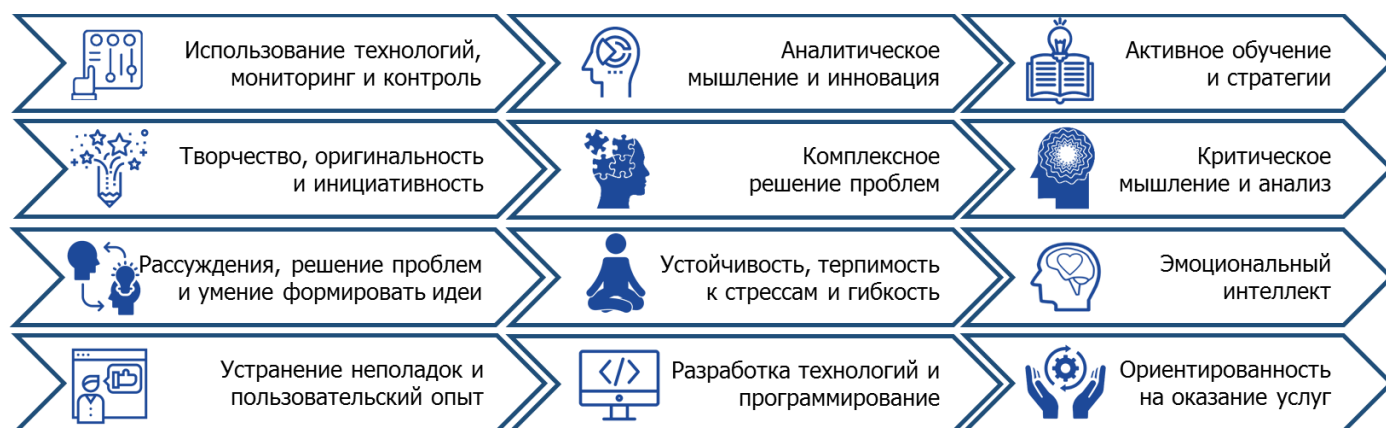 Использование технологий,
мониторинг и контроль
Аналитическое
мышление и инновация
Активное обучение
и стратегии
Творчество, оригинальность
и инициативность
Комплексное
решение проблем
Критическое
мышление и анализ
Рассуждения, решение проблем
и умение формировать идеи
Устойчивость, терпимость
к стрессам и гибкость
Эмоциональный
интеллект
Устранение неполадок и
пользовательский опыт
</>
Разработка технологий и
программирование
Ориентированность
на оказание услуг